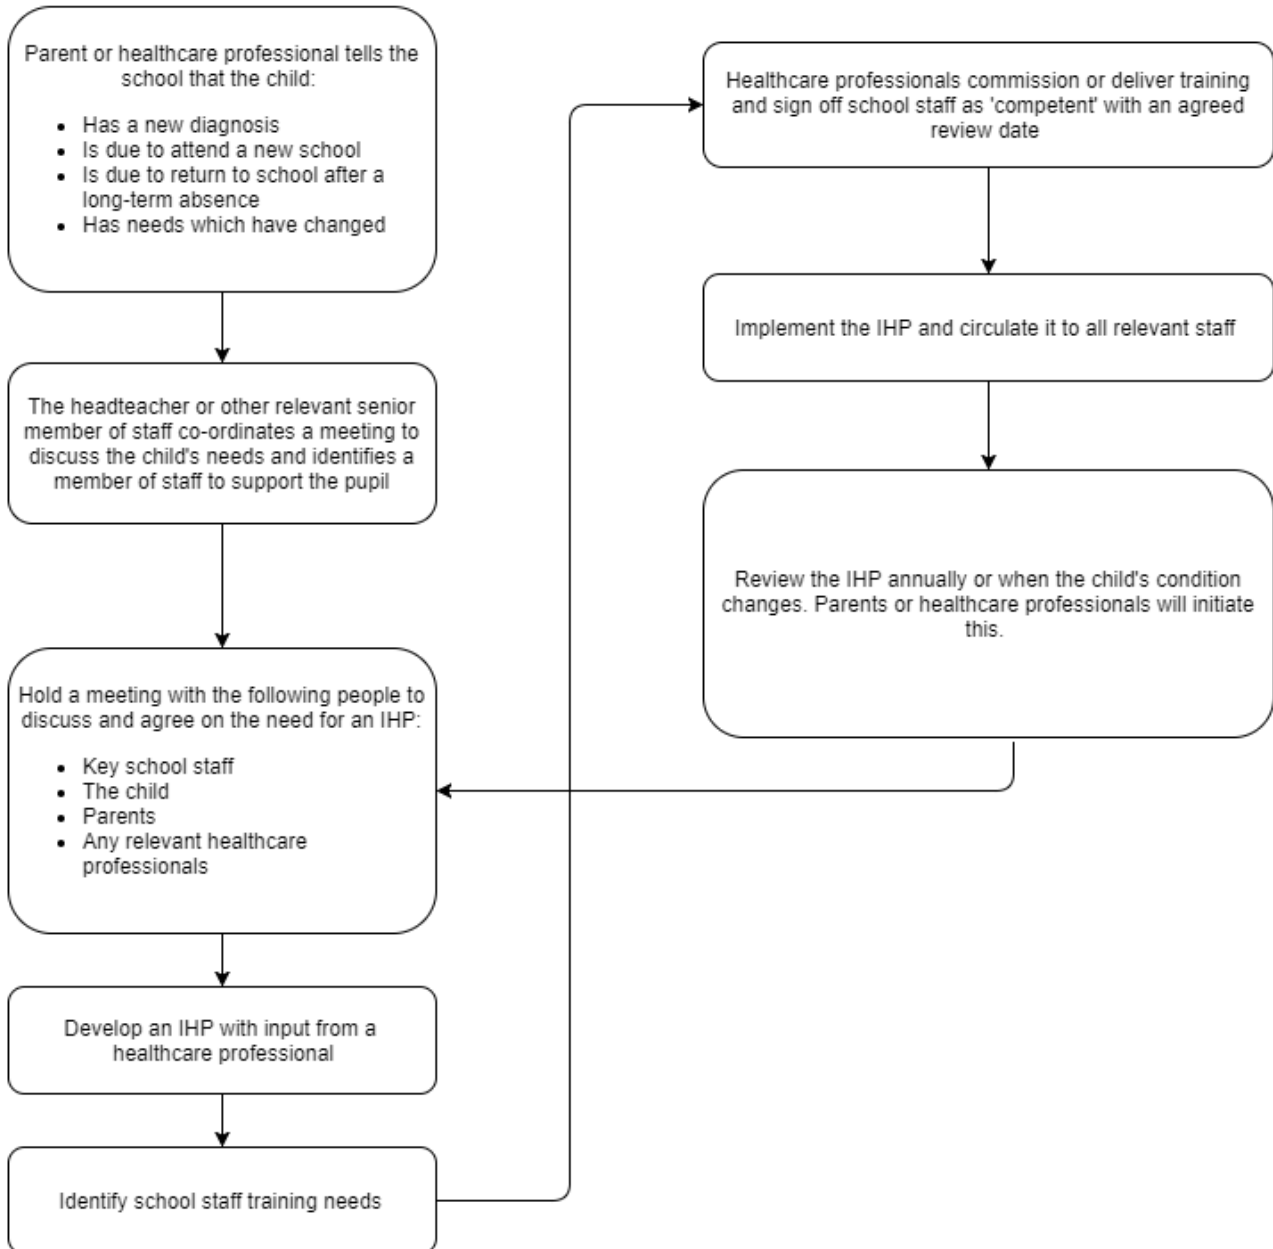 Parent or healthcare professional tells the
school that the child:
• Has a new diagnosis
• Is due to attend a new school
• Is due to return to school after a
long-term absence
• Has needs which have changed
The headteacher or other relevant senior
member of staff co-ordinates a meeting to
discuss the child's needs and identifies a
member of staff to support the pupil
Hold a meeting with the following people to
discuss and agree on the need for an IHP:
• Key school staff
• The child
• Parents
• Any relevant healthcare
professionals
Develop an IHP with input from a
healthcare professional
Identify school staff training needs
Healthcare professionals commission or deliver training
and sign off school staff as 'competent' with an agreed
review date
Implement the IHP and circulate it to all relevant staff
Review the IHP annually or when the child's condition
changes. Parents or healthcare professionals will initiate
this.